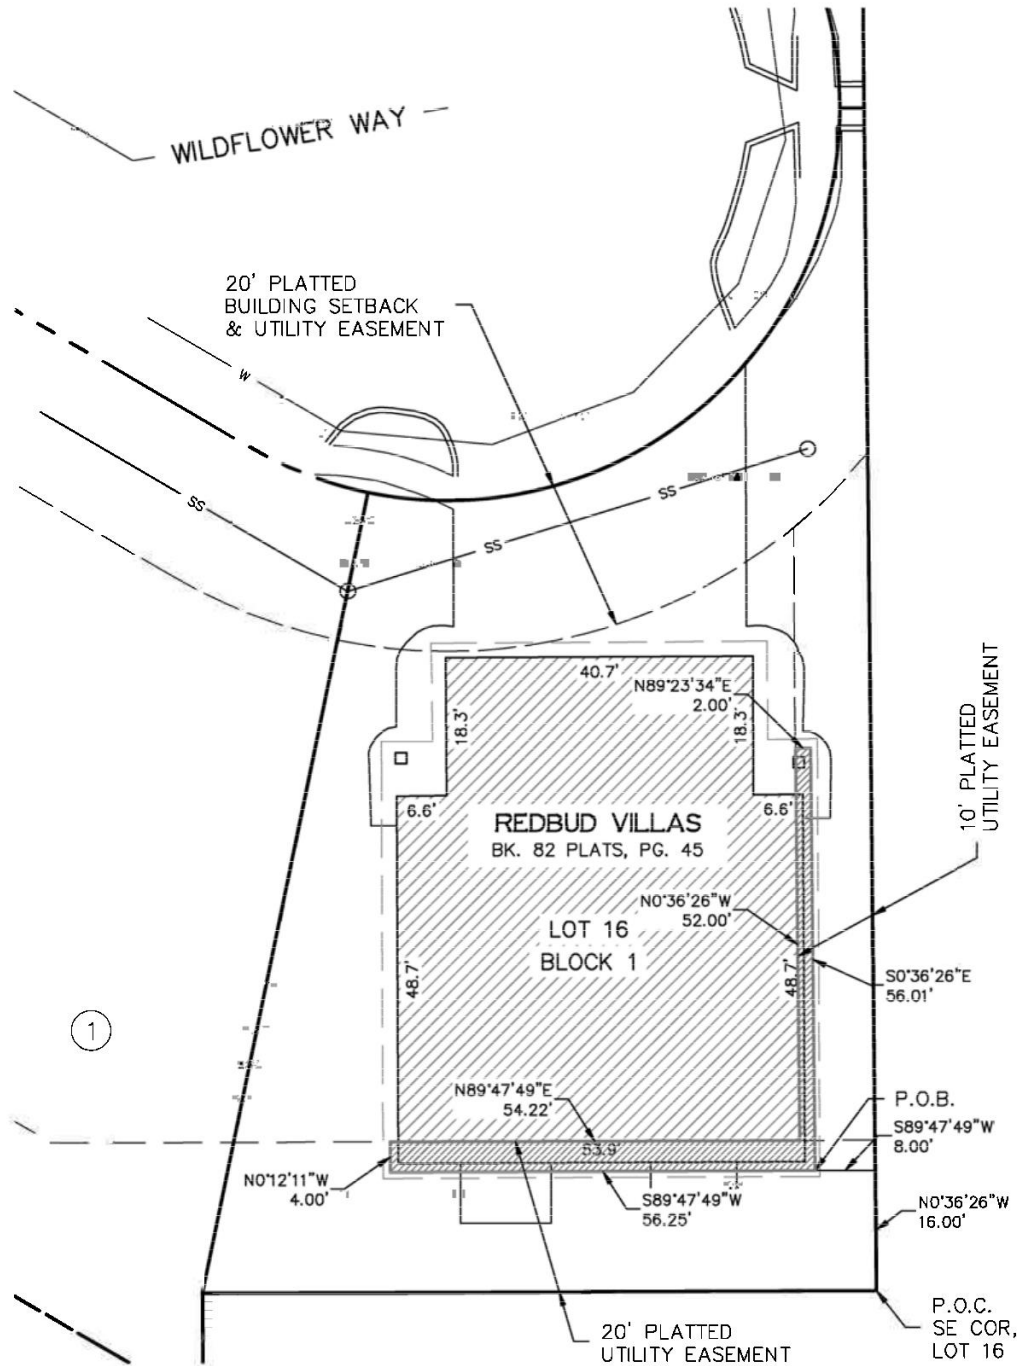 WILDFLOWER WAY
20' PLATTED
BUILDING SETBACK
& UTILITY EASEMENT
W
SS
SS
SS
40.7'
N89°23'34"E
2.00'
18.3'
18.3'
10' PLATTED
UTILITY EASEMENT
6.6'
6.6'
REDBUD VILLAS
BK. 82 PLATS, PG. 45
N0°36'26"W
52.00'
LOT 16
BLOCK 1
48.7'
48.7'
S0°36'26"E
56.01'
1
N89°47'49"E
54.22'
P.O.B.
S89°47'49"W
8.00'
53.9'
N0°12'11"W
4.00'
S89°47'49"W
56.25'
N0°36'26"W
16.00'
P.O.C.
SE COR,
LOT 16
20' PLATTED
UTILITY EASEMENT